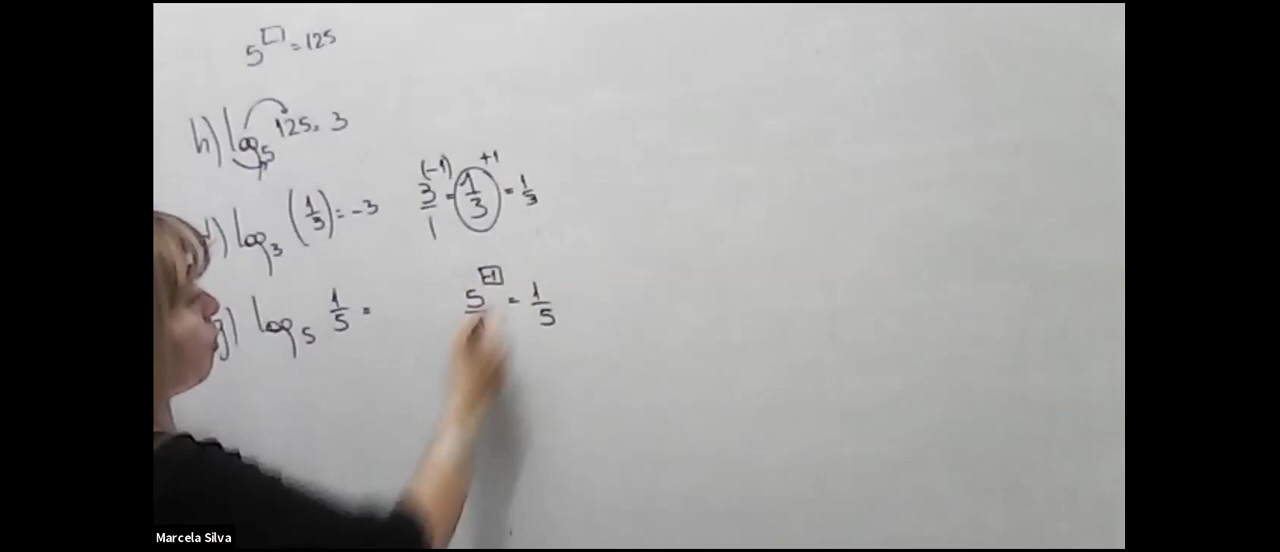 5^□ = 125
h) log₅ 125 = 3
) log₃ (1/3) = -3 3/1^(-1) = 1/3^+1 = 1/3
g) log₅ 1/5 = 5^-1 = 1/5
Marcela Silva